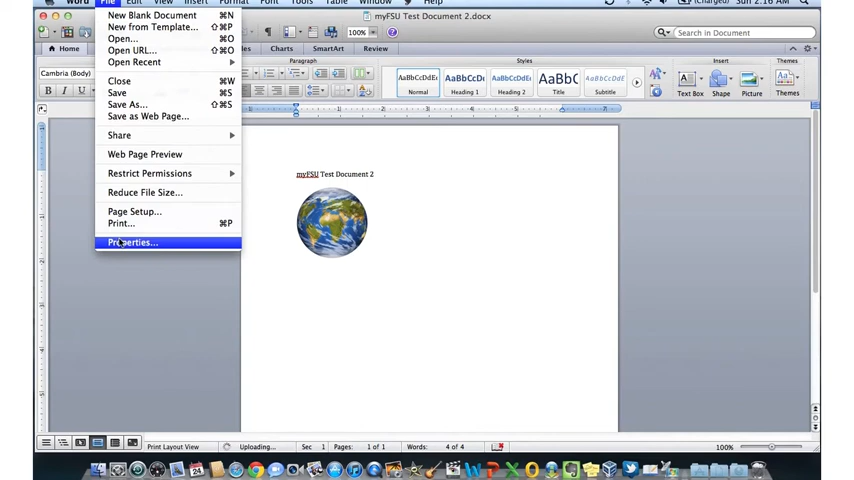 Word File Edit View Insert Format Font Tools Table Window Help (Charged) Sun 2:16 AM
myFSU Test Document 2.docx
100% Search in Document
Home Charts SmartArt Review
Paragraph Styles Insert Themes
Cambria (Body)
B I U
AaBbCcDdEe AaBbCcDc AaBbCcDdEe AaBbC AaBbCcDdEe
Normal Heading 1 Heading 2 Title Subtitle
Text Box Shape Picture Themes
New Blank Document ⌘N
New from Template... ⇧⌘P
Open... ⌘O
Open URL... ⇧⌘O
Open Recent
Close ⌘W
Save ⌘S
Save As... ⇧⌘S
Save as Web Page...
Share
Web Page Preview
Restrict Permissions
Reduce File Size...
Page Setup...
Print... ⌘P
Properties...
myFSU Test Document 2
Print Layout View Uploading... Sec 1 Pages: 1 of 1 Words: 4 of 4 100%
24